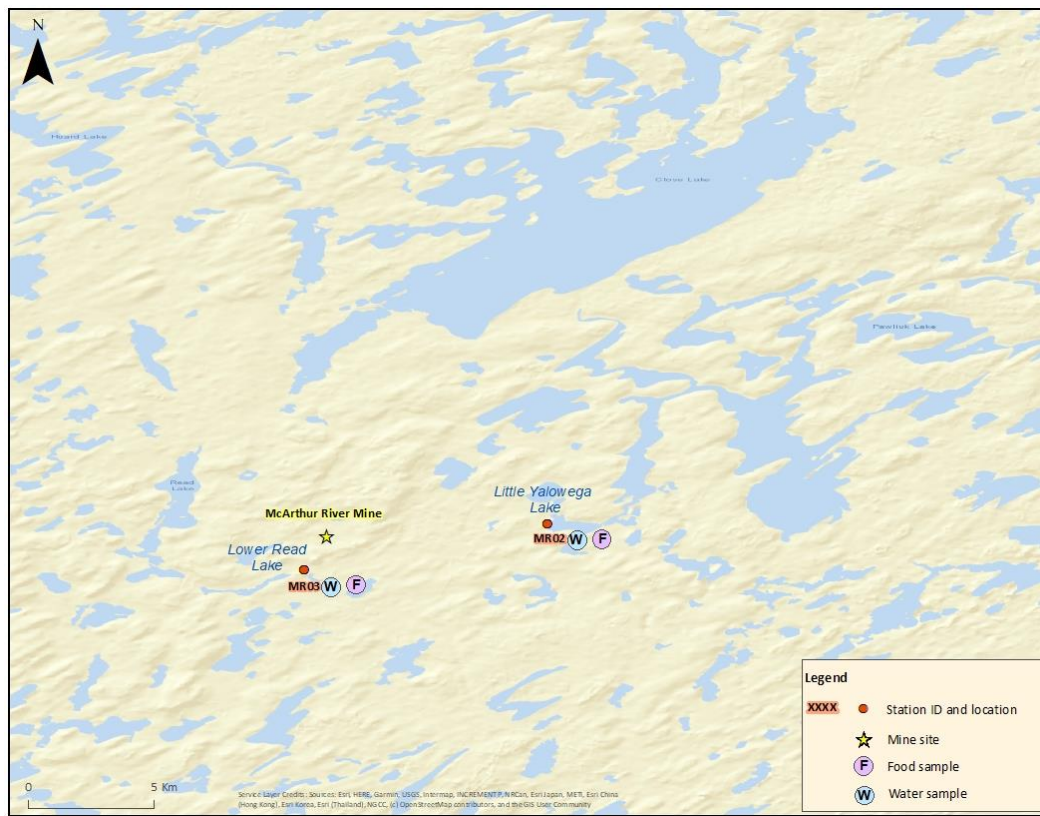 N
Cree Lake
Pawliuk Lake
Read
Lake
Little Yalowega
Lake
McArthur River Mine
MR02 W F
Lower Read
Lake
MR03 W F
Legend
XXXX Station ID and location
Mine site
F Food sample
W Water sample
0 5 Km
Service Layer Credits: Sources: Esri, HERE, Garmin, USGS, Intermap, INCREMENT P, NRCan, Esri Japan, METI, Esri China
(Hong Kong), Esri Korea, Esri (Thailand), NGCC, (c) OpenStreetMap contributors, and the GIS User Community